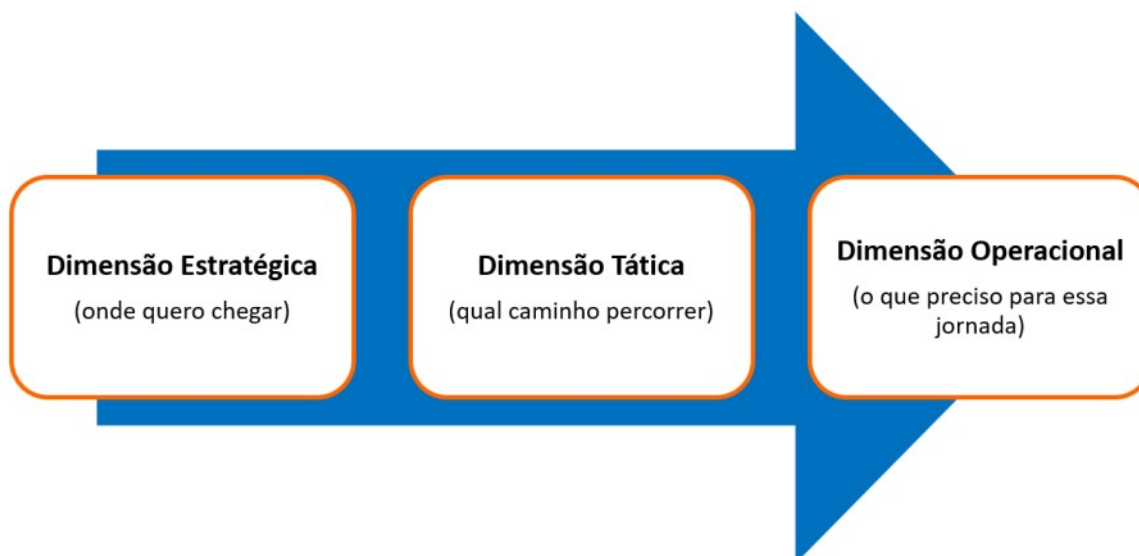 Dimensão Estratégica
(onde quero chegar)
Dimensão Tática
(qual caminho percorrer)
Dimensão Operacional
(o que preciso para essa
jornada)